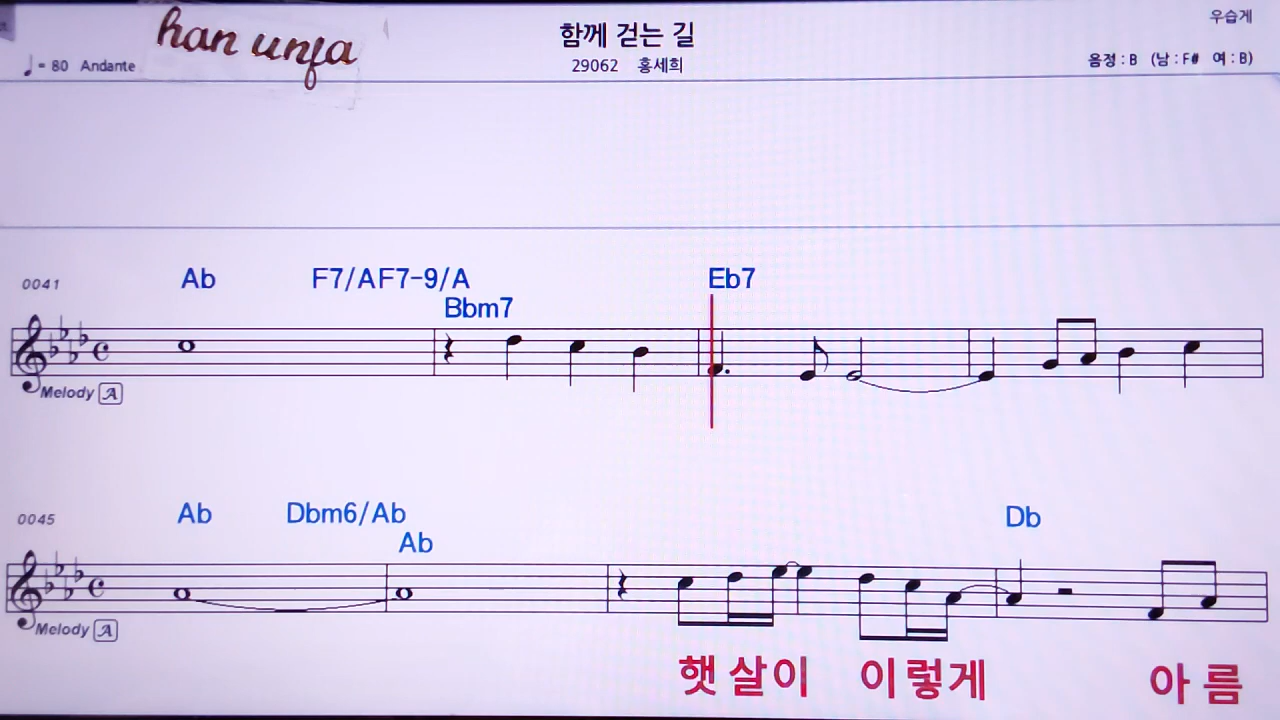 우습게
han unja
함께 걷는 길
♩= 80 Andante
29062 홍세희
음정 : B (남 : F# 여 : B)
0041
Ab F7/AF7-9/A Eb7
Bbm7
Melody A
0045
Ab Dbm6/Ab Db
Ab
Melody A
햇 살 이 이 렇 게 아 름